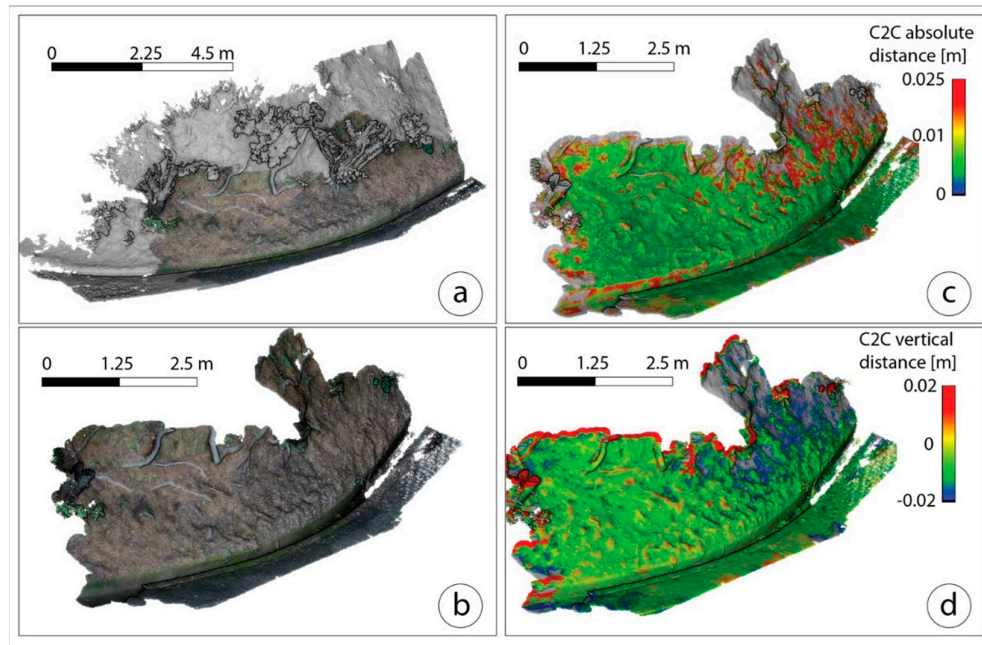 0 2.25 4.5 m
a
0 1.25 2.5 m
C2C absolute
distance [m]
0.025
0.01
0
c
0 1.25 2.5 m
b
0 1.25 2.5 m
C2C vertical
distance [m]
0.02
0
-0.02
d